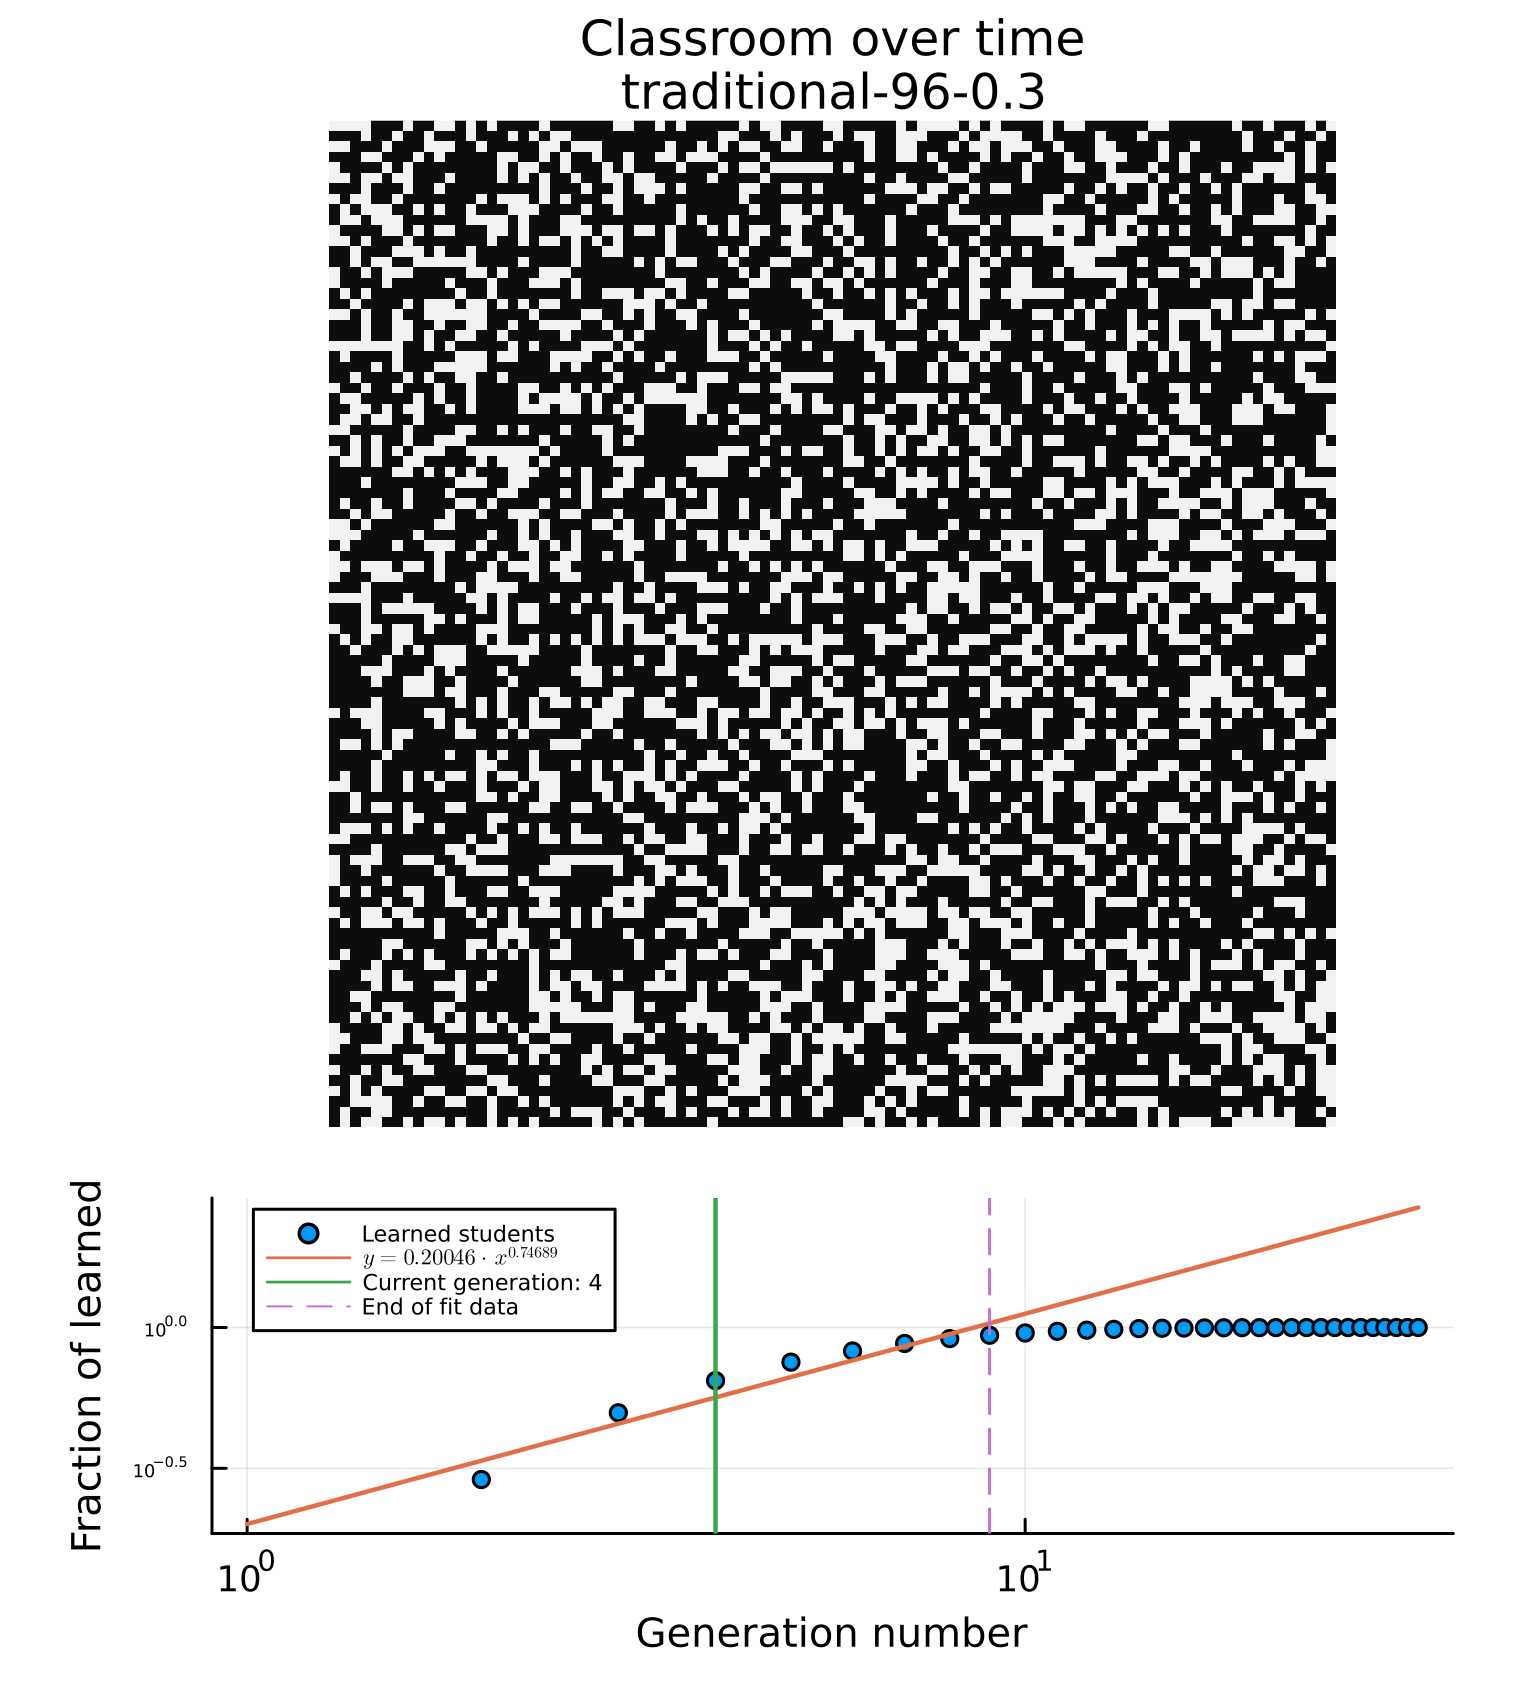 Classroom over time
traditional-96-0.3
Fraction of learned
Learned students
y = 0.20046 · x^0.74689
Current generation: 4
End of fit data
10^0.0
10^−0.5
10^0
10^1
Generation number